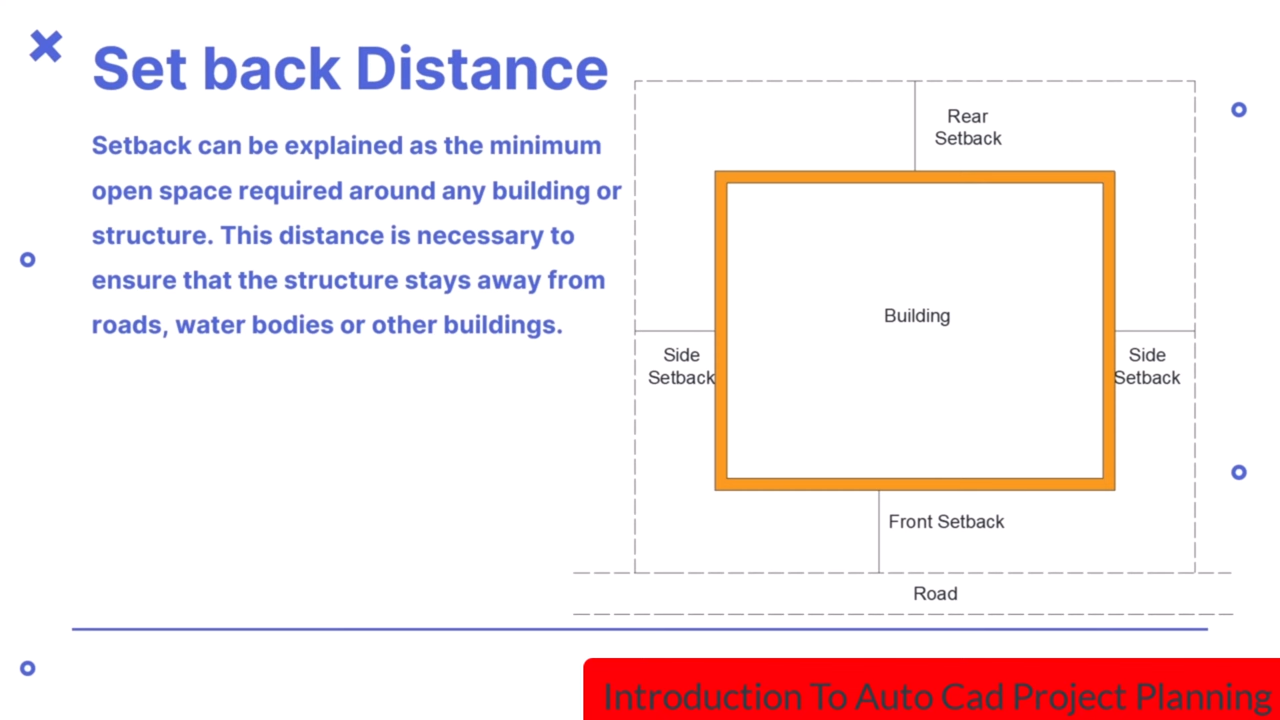 Set back Distance
Setback can be explained as the minimum
open space required around any building or
structure. This distance is necessary to
ensure that the structure stays away from
roads, water bodies or other buildings.
Rear
Setback
Building
Side
Setback
Side
Setback
Front Setback
Road
Introduction To Auto Cad Project Planning